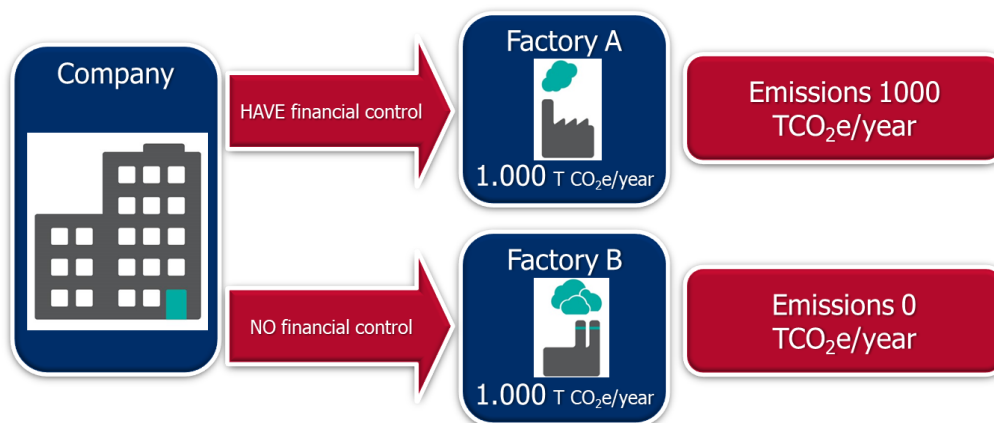 Company
HAVE financial control
Factory A
1.000 T CO₂e/year
Emissions 1000
TCO₂e/year
NO financial control
Factory B
1.000 T CO₂e/year
Emissions 0
TCO₂e/year